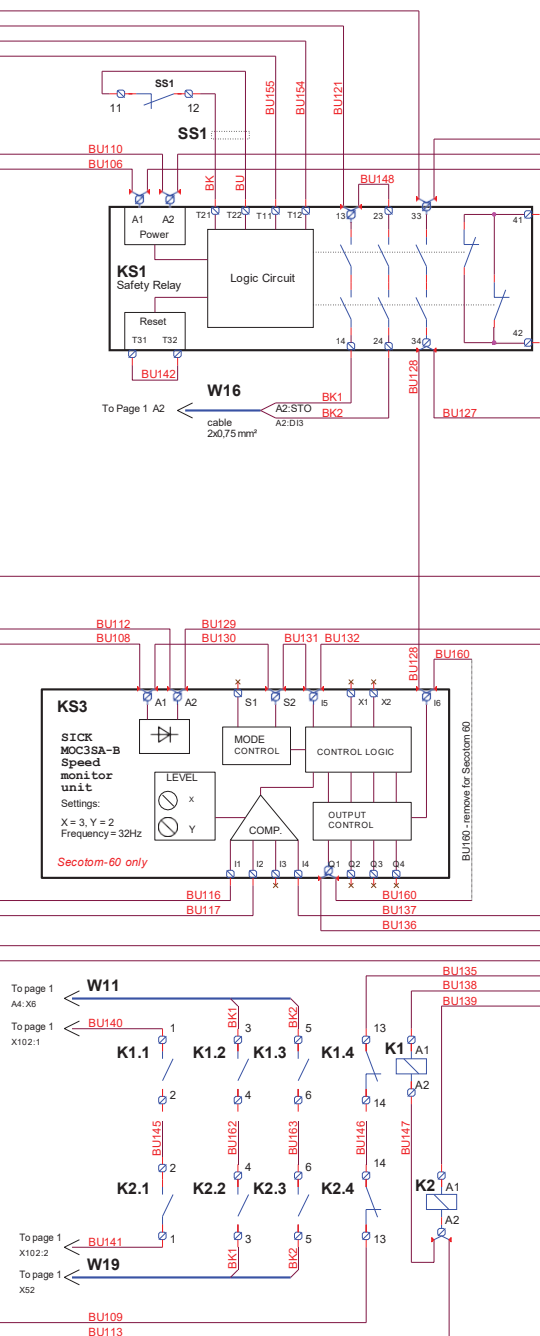 SS1
11
12
SS1
BU155
BU154
BU121
BU110
BU106
BK
BU
BU148
A1
A2
T21
T22
T11
T12
13
23
33
41
Power
KS1
Safety Relay
Logic Circuit
Reset
T31
T32
14
24
34
42
BU142
BU128
To Page 1 A2
W16
cable
2x0,75 mm²
A2:STO
A2:DI3
BK1
BK2
BU127
BU112
BU108
BU129
BU130
BU131
BU132
BU128
BU160
A1
A2
S1
S2
I5
X1
X2
I6
KS3
SICK
MOC3SA-B
Speed
monitor
unit
Settings:
X = 3, Y = 2
Frequency = 32Hz
Secotom-60 only
MODE
CONTROL
CONTROL LOGIC
LEVEL
X
Y
COMP.
OUTPUT
CONTROL
BU160 - remove for Secotom 60
I1
I2
I3
I4
Q1
Q2
Q3
Q4
BU116
BU117
BU160
BU137
BU136
BU135
BU138
BU139
To page 1
A4: X6
W11
To page 1
X102:1
BU140
1
BK1
3
BK2
5
13
K1.1
K1.2
K1.3
K1.4
K1
A1
A2
2
4
6
14
BU145
BU162
BU163
BU146
BU147
2
4
6
14
K2.1
K2.2
K2.3
K2.4
K2
A1
A2
1
3
5
13
BK1
BK2
To page 1
X102:2
BU141
To page 1
X52
W19
BU109
BU113